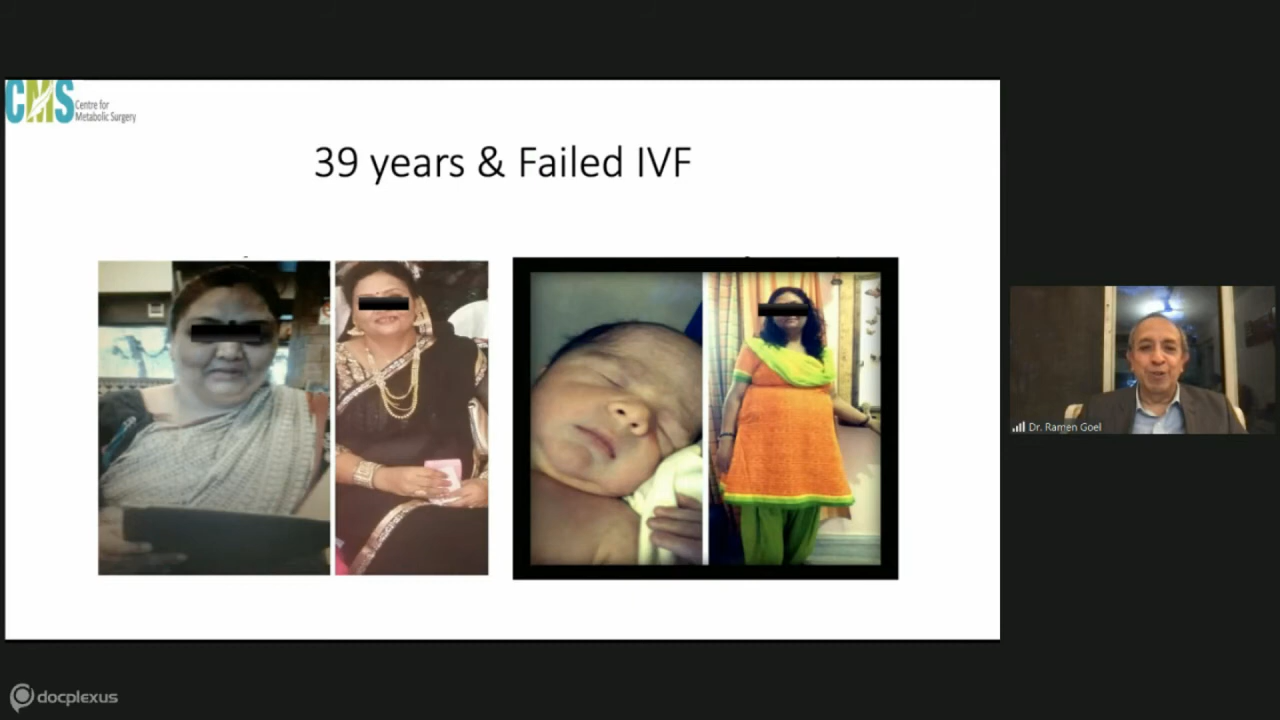 CMS
Centre for
Metabolic Surgery
39 years & Failed IVF
Dr. Ramen Goel
docplexus